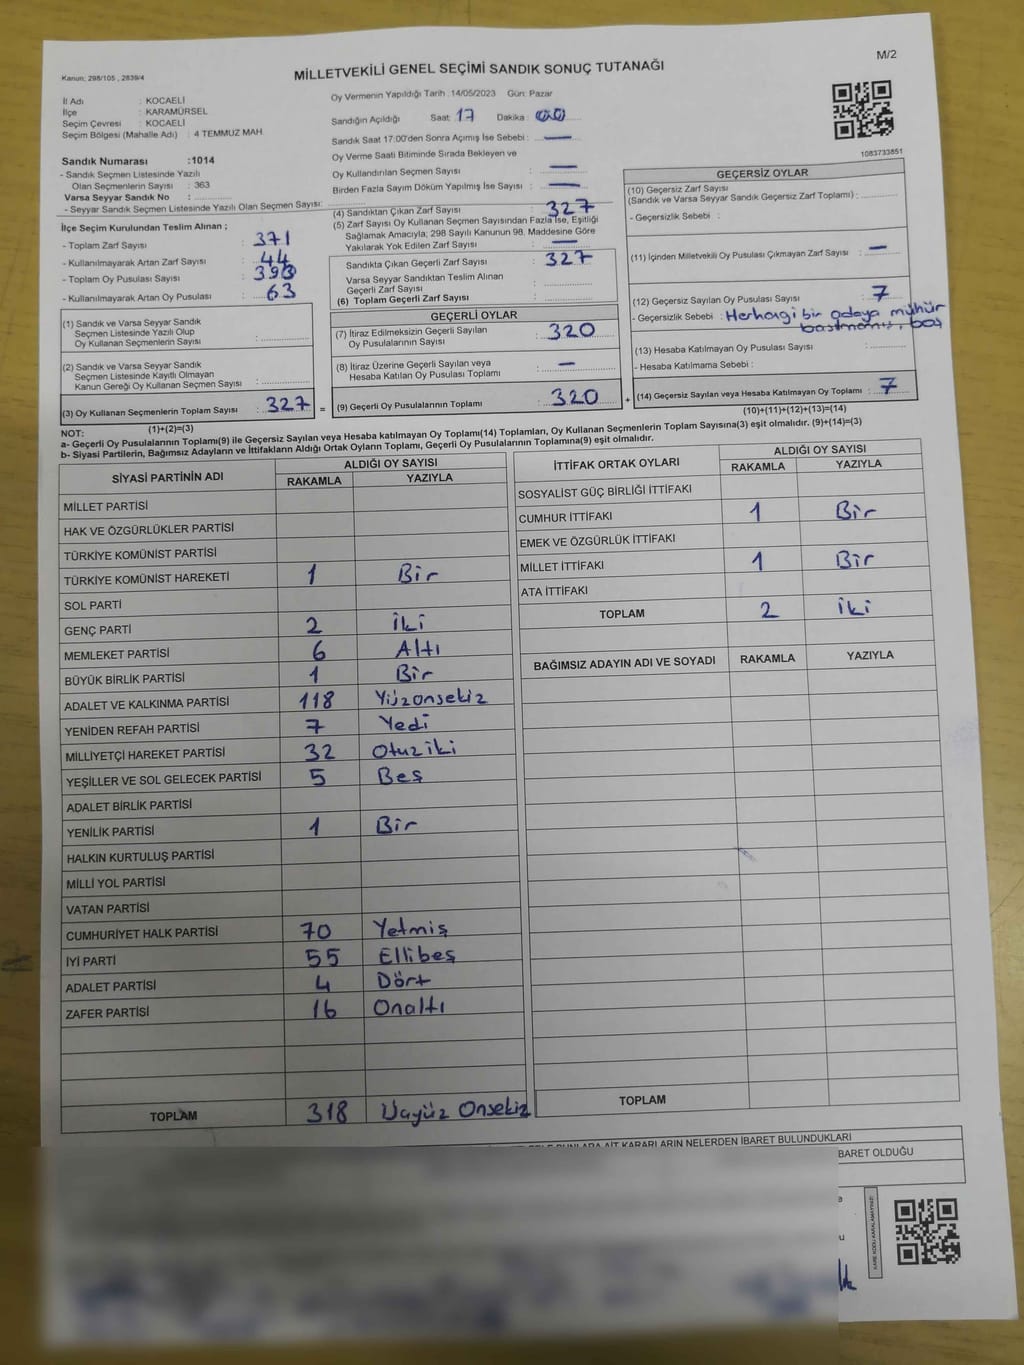 M/2
Kanun; 298/105 , 2839/4
MİLLETVEKİLİ GENEL SEÇİMİ SANDIK SONUÇ TUTANAĞI
İl Adı : KOCAELİ
İlçe : KARAMÜRSEL
Seçim Çevresi : KOCAELİ
Seçim Bölgesi (Mahalle Adı) : 4 TEMMUZ MAH.
Sandık Numarası :1014
- Sandık Seçmen Listesinde Yazılı
Olan Seçmenlerin Sayısı : 363
Varsa Seyyar Sandık No :
- Seyyar Sandık Seçmen Listesinde Yazılı Olan Seçmen Sayısı:
İlçe Seçim Kurulundan Teslim Alınan ;
- Toplam Zarf Sayısı : 371
- Kullanılmayarak Artan Zarf Sayısı : 44
- Toplam Oy Pusulası Sayısı :
- Kullanılmayarak Artan Oy Pusulası : 63
(1) Sandık ve Varsa Seyyar Sandık
Seçmen Listesinde Yazılı Olup
Oy Kullanan Seçmenlerin Sayısı :
(2) Sandık ve Varsa Seyyar Sandık
Seçmen Listesinde Kayıtlı Olmayan
Kanun Gereği Oy Kullanan Seçmen Sayısı :
(3) Oy Kullanan Seçmenlerin Toplam Sayısı : 327 =
(1)+(2)=(3)
Oy Vermenin Yapıldığı Tarih :14/05/2023 Gün: Pazar
Sandığın Açıldığı Saat : 17 Dakika : 00
Sandık Saat 17:00'den Sonra Açımış İse Sebebi : —
Oy Verme Saati Bitiminde Sırada Bekleyen ve
Oy Kullandırılan Seçmen Sayısı : —
Birden Fazla Sayım Döküm Yapılmış İse Sayısı : —
(4) Sandıktan Çıkan Zarf Sayısı : 327
(5) Zarf Sayısı Oy Kullanan Seçmen Sayısından Fazla İse, Eşitliği
Sağlamak Amacıyla; 298 Sayılı Kanunun 98. Maddesine Göre
Yakılarak Yok Edilen Zarf Sayısı : —
Sandıkta Çıkan Geçerli Zarf Sayısı : 327
Varsa Seyyar Sandıktan Teslim Alınan
Geçerli Zarf Sayısı :
(6) Toplam Geçerli Zarf Sayısı :
GEÇERLİ OYLAR
(7) İtiraz Edilmeksizin Geçerli Sayılan
Oy Pusulalarının Sayısı : 320
(8) İtiraz Üzerine Geçerli Sayılan veya
Hesaba Katılan Oy Pusulası Toplamı : —
(9) Geçerli Oy Pusulalarının Toplamı : 320 +
1083733851
GEÇERSİZ OYLAR
(10) Geçersiz Zarf Sayısı
(Sandık ve Varsa Seyyar Sandık Geçersiz Zarf Toplamı) :
- Geçersizlik Sebebi :
(11) İçinden Milletvekili Oy Pusulası Çıkmayan Zarf Sayısı : —
(12) Geçersiz Sayılan Oy Pusulası Sayısı : 7
- Geçersizlik Sebebi : Herhangi bir adaya mühür
basılmamış, boş
(13) Hesaba Katılmayan Oy Pusulası Sayısı :
- Hesaba Katılmama Sebebi :
(14) Geçersiz Sayılan veya Hesaba Katılmayan Oy Toplamı : 7
(10)+(11)+(12)+(13)=(14)
NOT:
a- Geçerli Oy Pusulalarının Toplamı(9) ile Geçersiz Sayılan veya Hesaba katılmayan Oy Toplamı(14) Toplamları, Oy Kullanan Seçmenlerin Toplam Sayısına(3) eşit olmalıdır. (9)+(14)=(3)
b- Siyasi Partilerin, Bağımsız Adayların ve İttifakların Aldığı Ortak Oyların Toplamı, Geçerli Oy Pusulalarının Toplamına(9) eşit olmalıdır.
SİYASİ PARTİNİN ADI ALDIĞI OY SAYISI
RAKAMLA YAZIYLA
MİLLET PARTİSİ
HAK VE ÖZGÜRLÜKLER PARTİSİ
TÜRKİYE KOMÜNİST PARTİSİ
TÜRKİYE KOMÜNİST HAREKETİ 1 Bir
SOL PARTİ
GENÇ PARTİ 2 İki
MEMLEKET PARTİSİ 6 Altı
BÜYÜK BİRLİK PARTİSİ 1 Bir
ADALET VE KALKINMA PARTİSİ 118 Yüzonsekiz
YENİDEN REFAH PARTİSİ 7 Yedi
MİLLİYETÇİ HAREKET PARTİSİ 32 Otuziki
YEŞİLLER VE SOL GELECEK PARTİSİ 5 Beş
ADALET BİRLİK PARTİSİ
YENİLİK PARTİSİ 1 Bir
HALKIN KURTULUŞ PARTİSİ
MİLLİ YOL PARTİSİ
VATAN PARTİSİ
CUMHURİYET HALK PARTİSİ 70 Yetmiş
İYİ PARTİ 55 Ellibeş
ADALET PARTİSİ 4 Dört
ZAFER PARTİSİ 16 Onaltı
TOPLAM 318 Üçyüz Onsekiz
İTTİFAK ORTAK OYLARI ALDIĞI OY SAYISI
RAKAMLA YAZIYLA
SOSYALİST GÜÇ BİRLİĞİ İTTİFAKI
CUMHUR İTTİFAKI 1 Bir
EMEK VE ÖZGÜRLÜK İTTİFAKI
MİLLET İTTİFAKI 1 Bir
ATA İTTİFAKI
TOPLAM 2 İki
BAĞIMSIZ ADAYIN ADI VE SOYADI RAKAMLA YAZIYLA
TOPLAM
BUNLARA AİT KARARLARIN NELERDEN İBARET BULUNDUKLARI
BARET OLDUĞU
KARE KODU KARALAMAYINIZ!